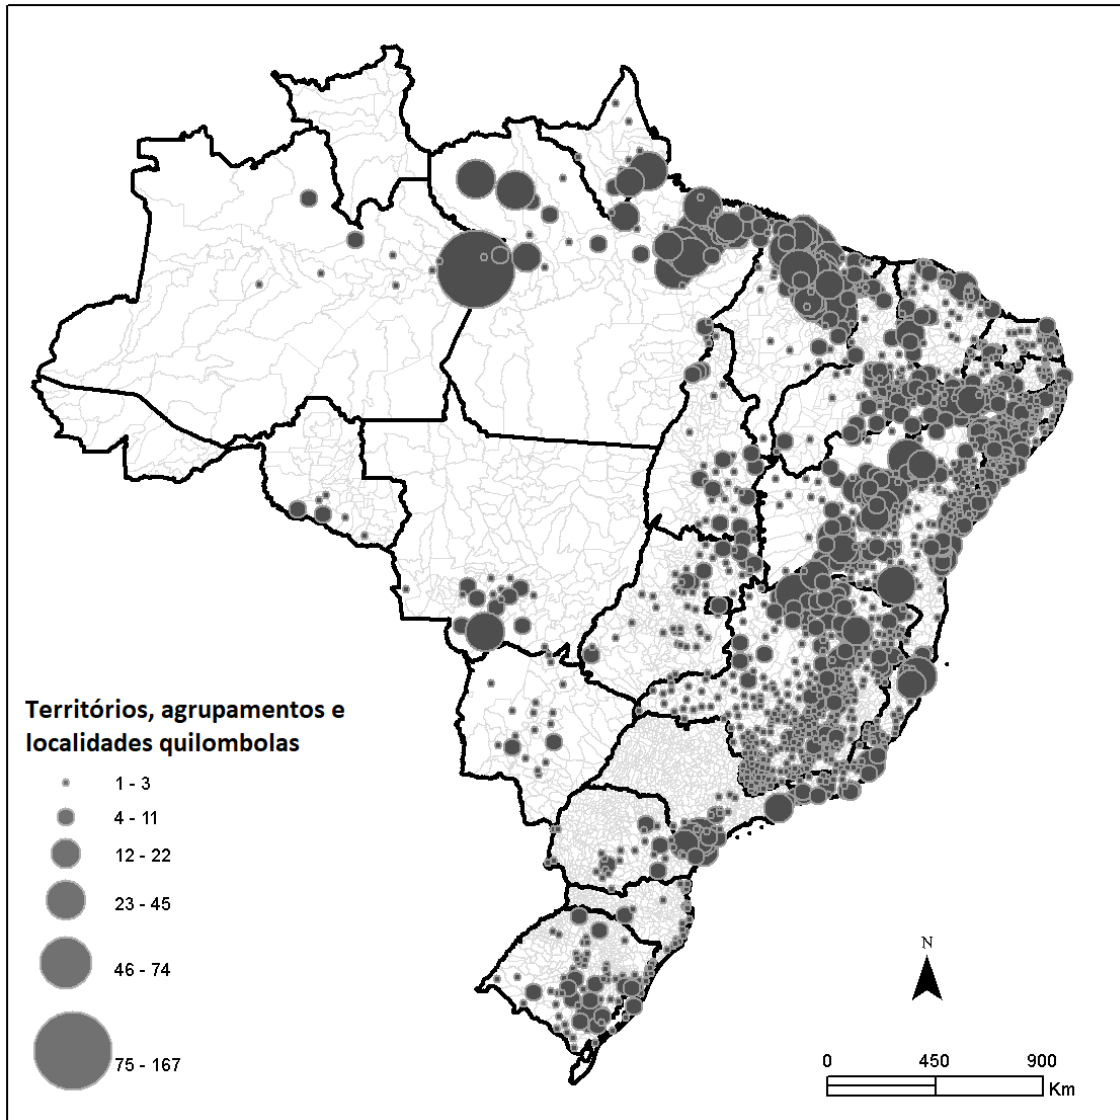 Territórios, agrupamentos e
localidades quilombolas
1 - 3
4 - 11
12 - 22
23 - 45
46 - 74
75 - 167
N
0 450 900
Km